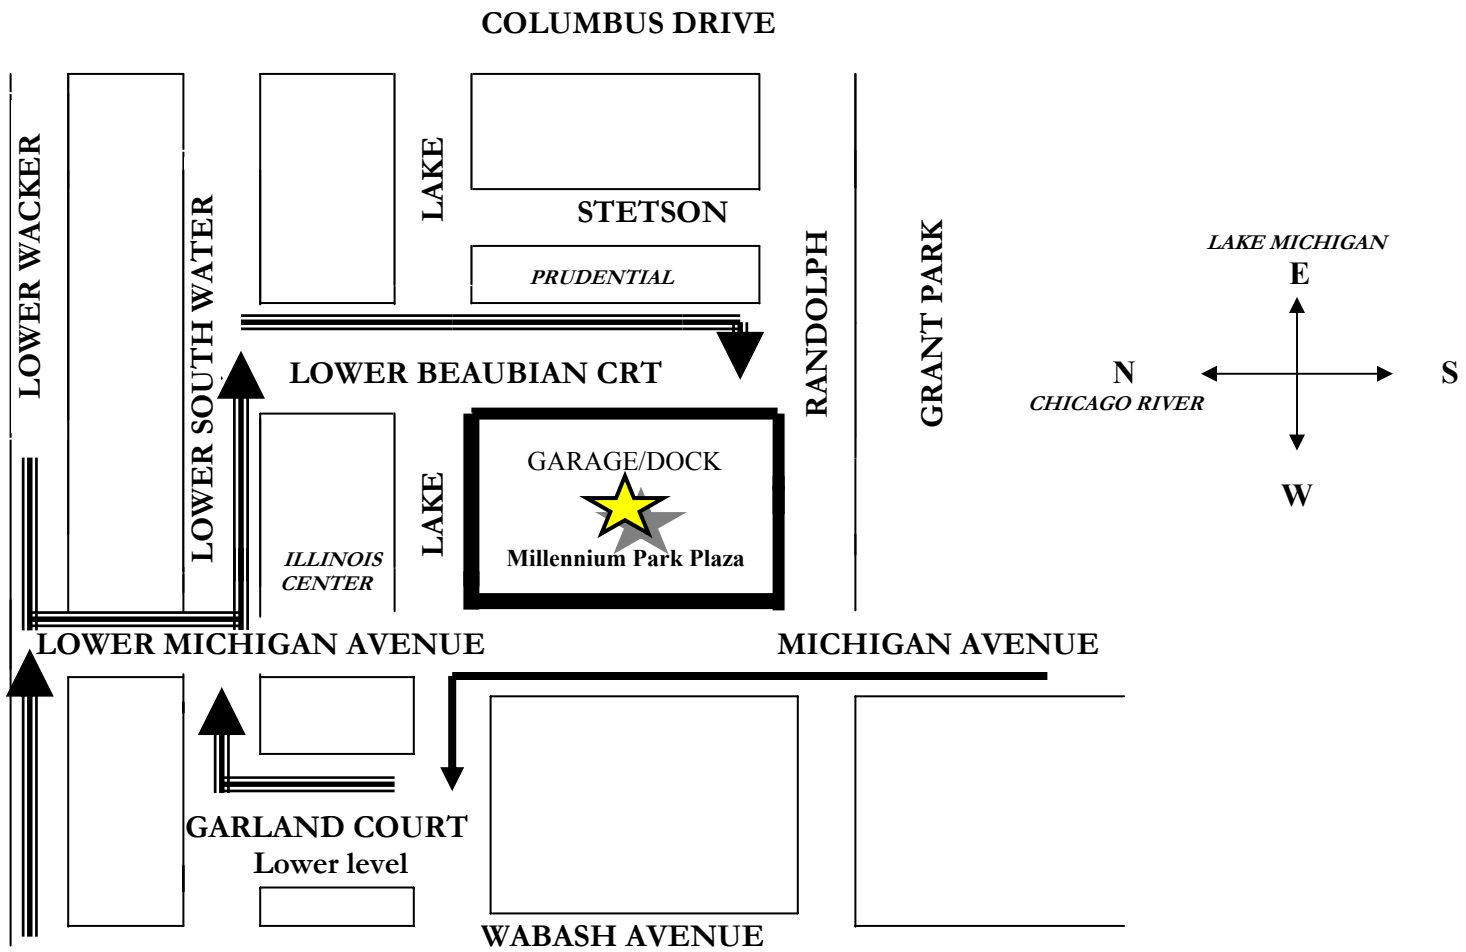 COLUMBUS DRIVE
LOWER WACKER
LOWER SOUTH WATER
LAKE
STETSON
PRUDENTIAL
RANDOLPH
GRANT PARK
LAKE MICHIGAN
E
N
S
CHICAGO RIVER
W
LOWER BEAUBIAN CRT
LAKE
GARAGE/DOCK
Millennium Park Plaza
ILLINOIS
CENTER
LOWER MICHIGAN AVENUE
MICHIGAN AVENUE
GARLAND COURT
Lower level
WABASH AVENUE